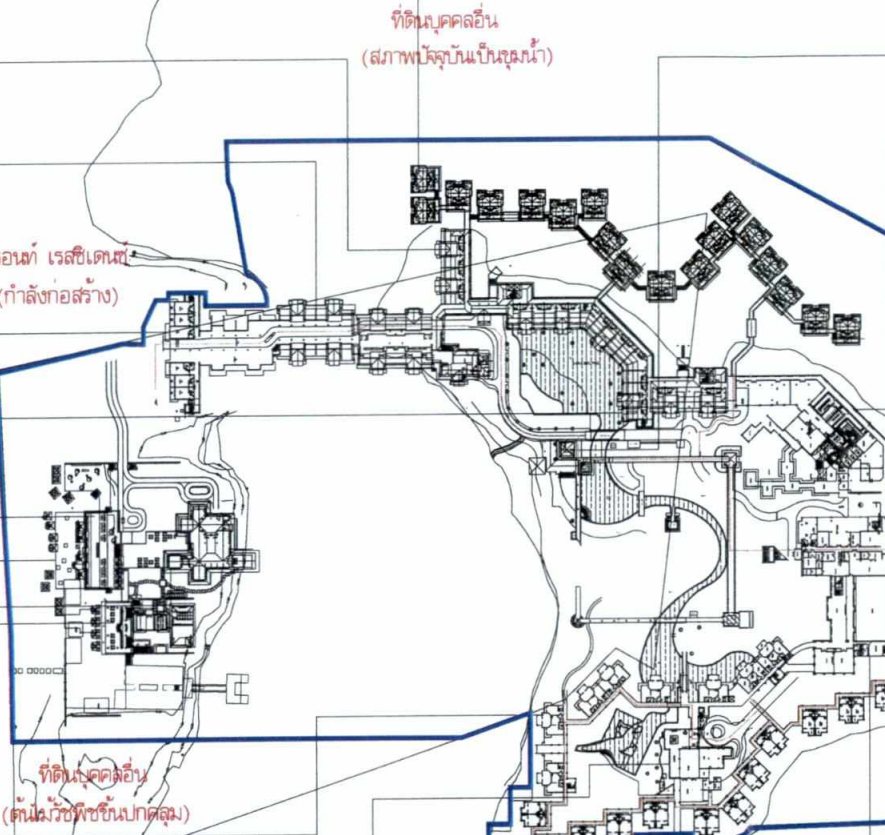 ที่ดินบุคคลอื่น
(สภาพปัจจุบันเป็นขุมน้ำ)
รอนท์ เรสซิเดนซ์
(กำลังก่อสร้าง)
ที่ดินบุคคลอื่น
(ต้นไม้วัชพืชขึ้นปกคลุม)